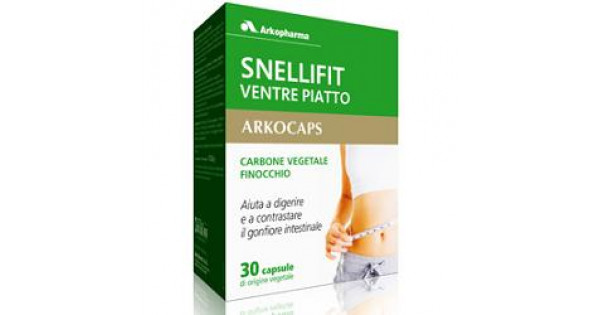 Arkopharma
SNELLIFIT
VENTRE PIATTO
ARKOCAPS
CARBONE VEGETALE
FINOCCHIO
Aiuta a digerire
e a contrastare
il gonfiore intestinale
30 capsule
di origine vegetale